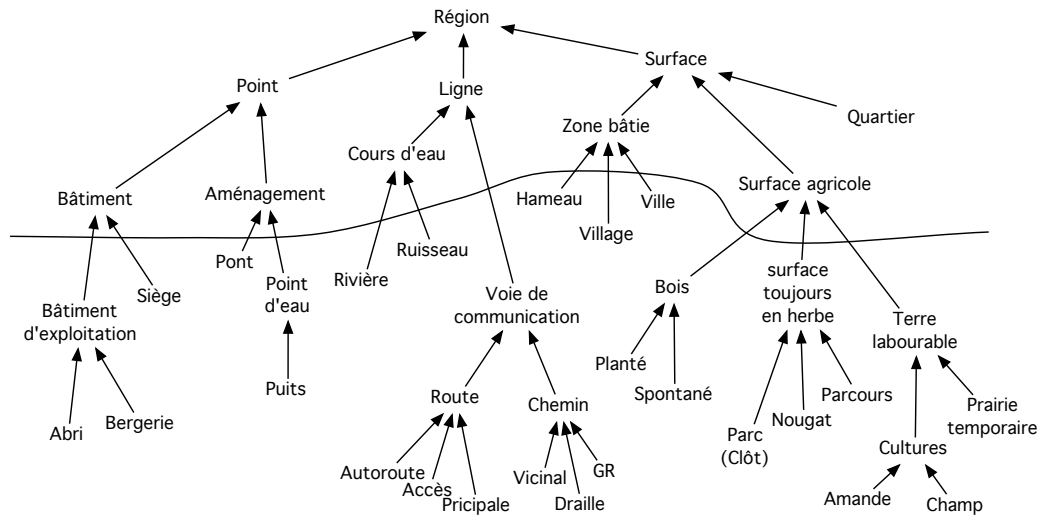 Région
Surface
Point
Ligne
Quartier
Zone bâtie
Cours d'eau
Surface agricole
Bâtiment
Aménagement
Hameau
Ville
Village
Pont
Ruisseau
Rivière
Siège
Point
d'eau
surface
toujours
en herbe
Bois
Voie de
communication
Bâtiment
d'exploitation
Terre
labourable
Planté
Spontané
Puits
Parcours
Route
Chemin
Nougat
Prairie
temporaire
Abri
Bergerie
Parc
(Clôt)
Cultures
Autoroute
Accès
Pricipale
Vicinal
GR
Draille
Amande
Champ